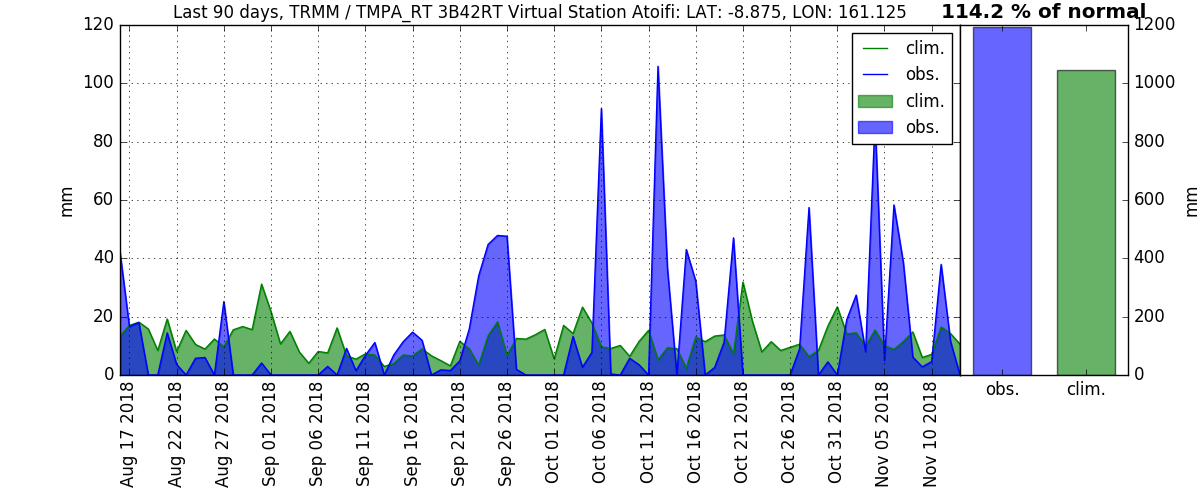 Last 90 days, TRMM / TMPA_RT 3B42RT Virtual Station Atoifi: LAT: -8.875, LON: 161.125
114.2 % of normal
120
100
80
60
40
20
0
mm
clim.
obs.
clim.
obs.
1200
1000
800
600
400
200
0
mm
Aug 17 2018
Aug 22 2018
Aug 27 2018
Sep 01 2018
Sep 06 2018
Sep 11 2018
Sep 16 2018
Sep 21 2018
Sep 26 2018
Oct 01 2018
Oct 06 2018
Oct 11 2018
Oct 16 2018
Oct 21 2018
Oct 26 2018
Oct 31 2018
Nov 05 2018
Nov 10 2018
obs.
clim.